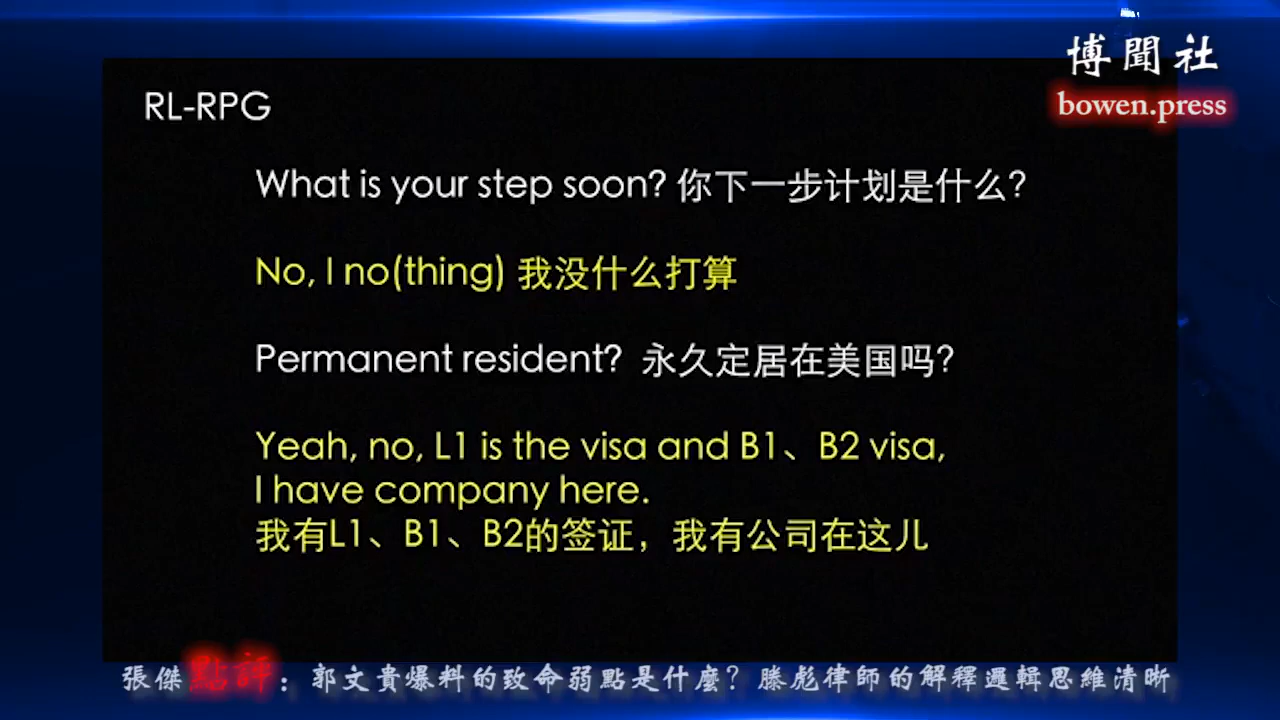 博聞社
bowen.press
RL-RPG
What is your step soon? 你下一步计划是什么?
No, I no(thing) 我没什么打算
Permanent resident? 永久定居在美国吗?
Yeah, no, L1 is the visa and B1、B2 visa,
I have company here.
我有L1、B1、B2的签证，我有公司在这儿
張傑點評：郭文貴爆料的致命弱點是什麼？滕彪律師的解釋邏輯思維清晰